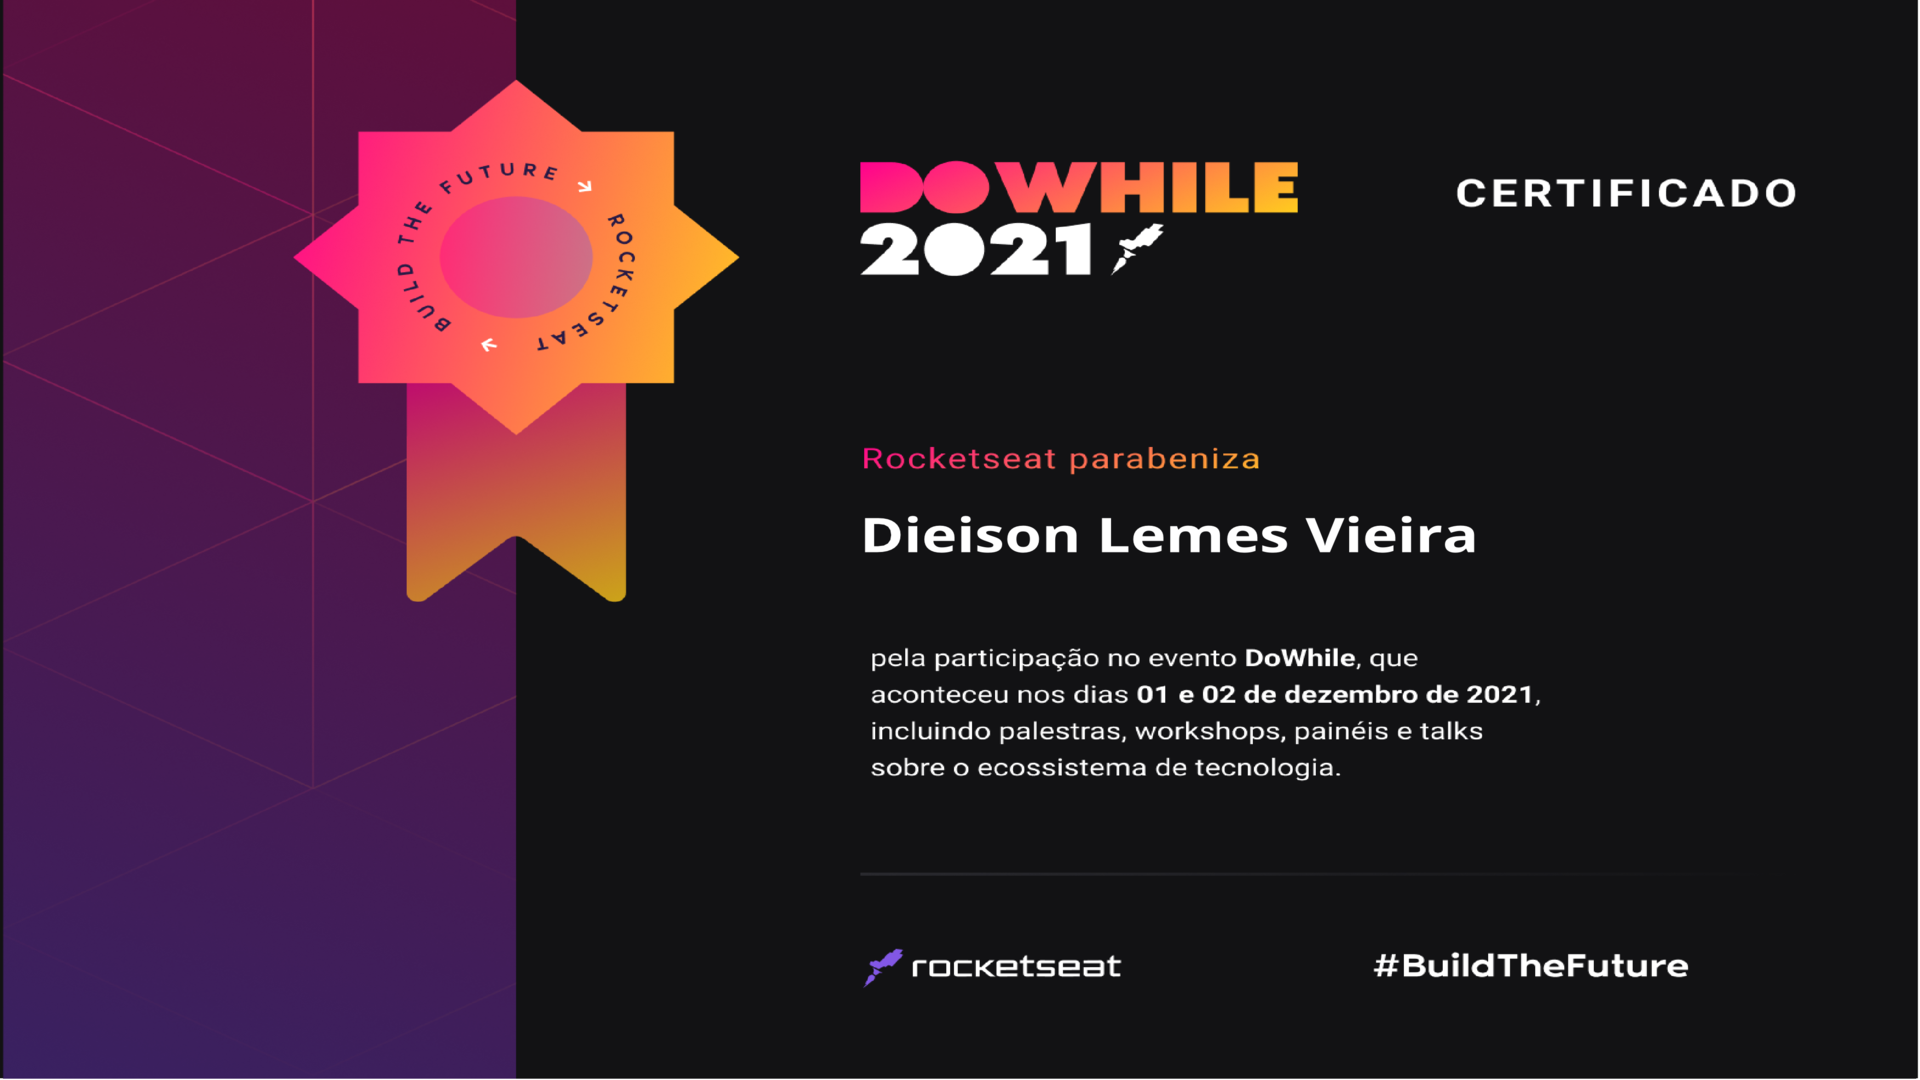 BUILD THE FUTURE → ROCKETSEAT →
DOWHILE
2021
CERTIFICADO
Rocketseat parabeniza
Dieison Lemes Vieira
pela participação no evento DoWhile, que
aconteceu nos dias 01 e 02 de dezembro de 2021,
incluindo palestras, workshops, painéis e talks
sobre o ecossistema de tecnologia.
rocketseat
#BuildTheFuture